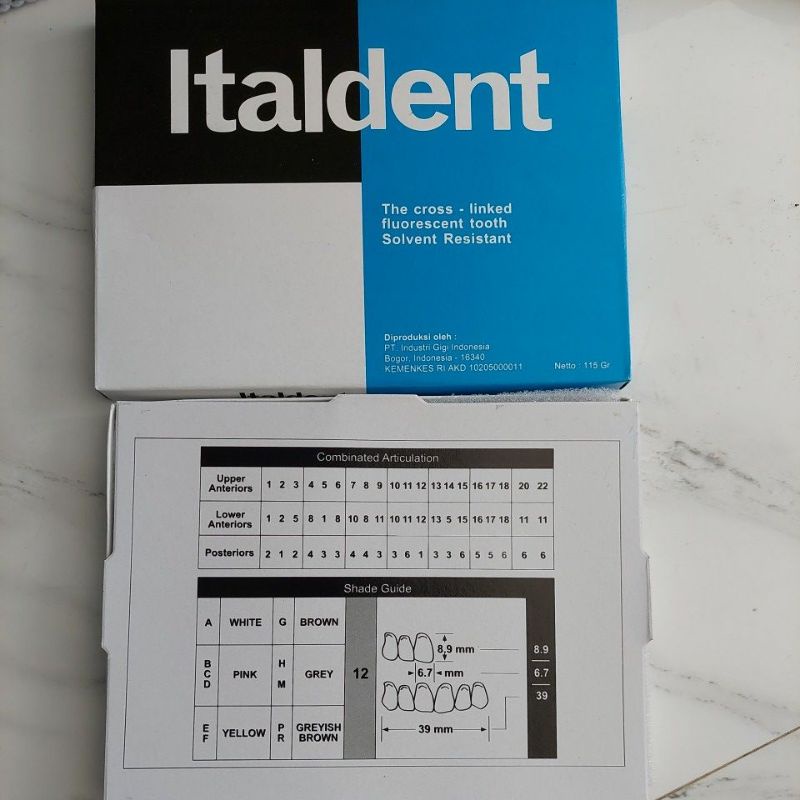 Italdent
The cross - linked
fluorescent tooth
Solvent Resistant
Diproduksi oleh :
PT. Industri Gigi Indonesia
Bogor, Indonesia - 16340
KEMENKES RI AKD 10205000011
Netto : 115 Gr
Combinated Articulation
Upper Anteriors 1 2 3 4 5 6 7 8 9 10 11 12 13 14 15 16 17 18 20 22
Lower Anteriors 1 2 5 8 1 8 10 8 11 10 11 12 13 5 15 16 17 18 11 11
Posteriors 2 1 2 4 3 3 4 4 3 3 6 1 3 3 6 5 5 6 6 6
Shade Guide
A WHITE G BROWN
B C D PINK H M GREY
E F YELLOW P R GREYISH BROWN
12
8,9 mm
6.7 mm
39 mm
8.9
6.7
39